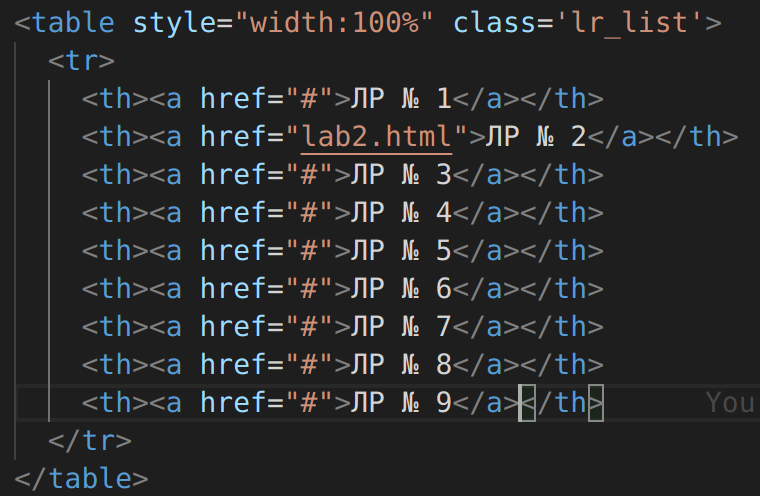 <table style="width:100%" class='lr_list'>
<tr>
<th><a href="#">ЛР № 1</a></th>
<th><a href="lab2.html">ЛР № 2</a></th>
<th><a href="#">ЛР № 3</a></th>
<th><a href="#">ЛР № 4</a></th>
<th><a href="#">ЛР № 5</a></th>
<th><a href="#">ЛР № 6</a></th>
<th><a href="#">ЛР № 7</a></th>
<th><a href="#">ЛР № 8</a></th>
<th><a href="#">ЛР № 9</a></th> You
</tr>
</table>